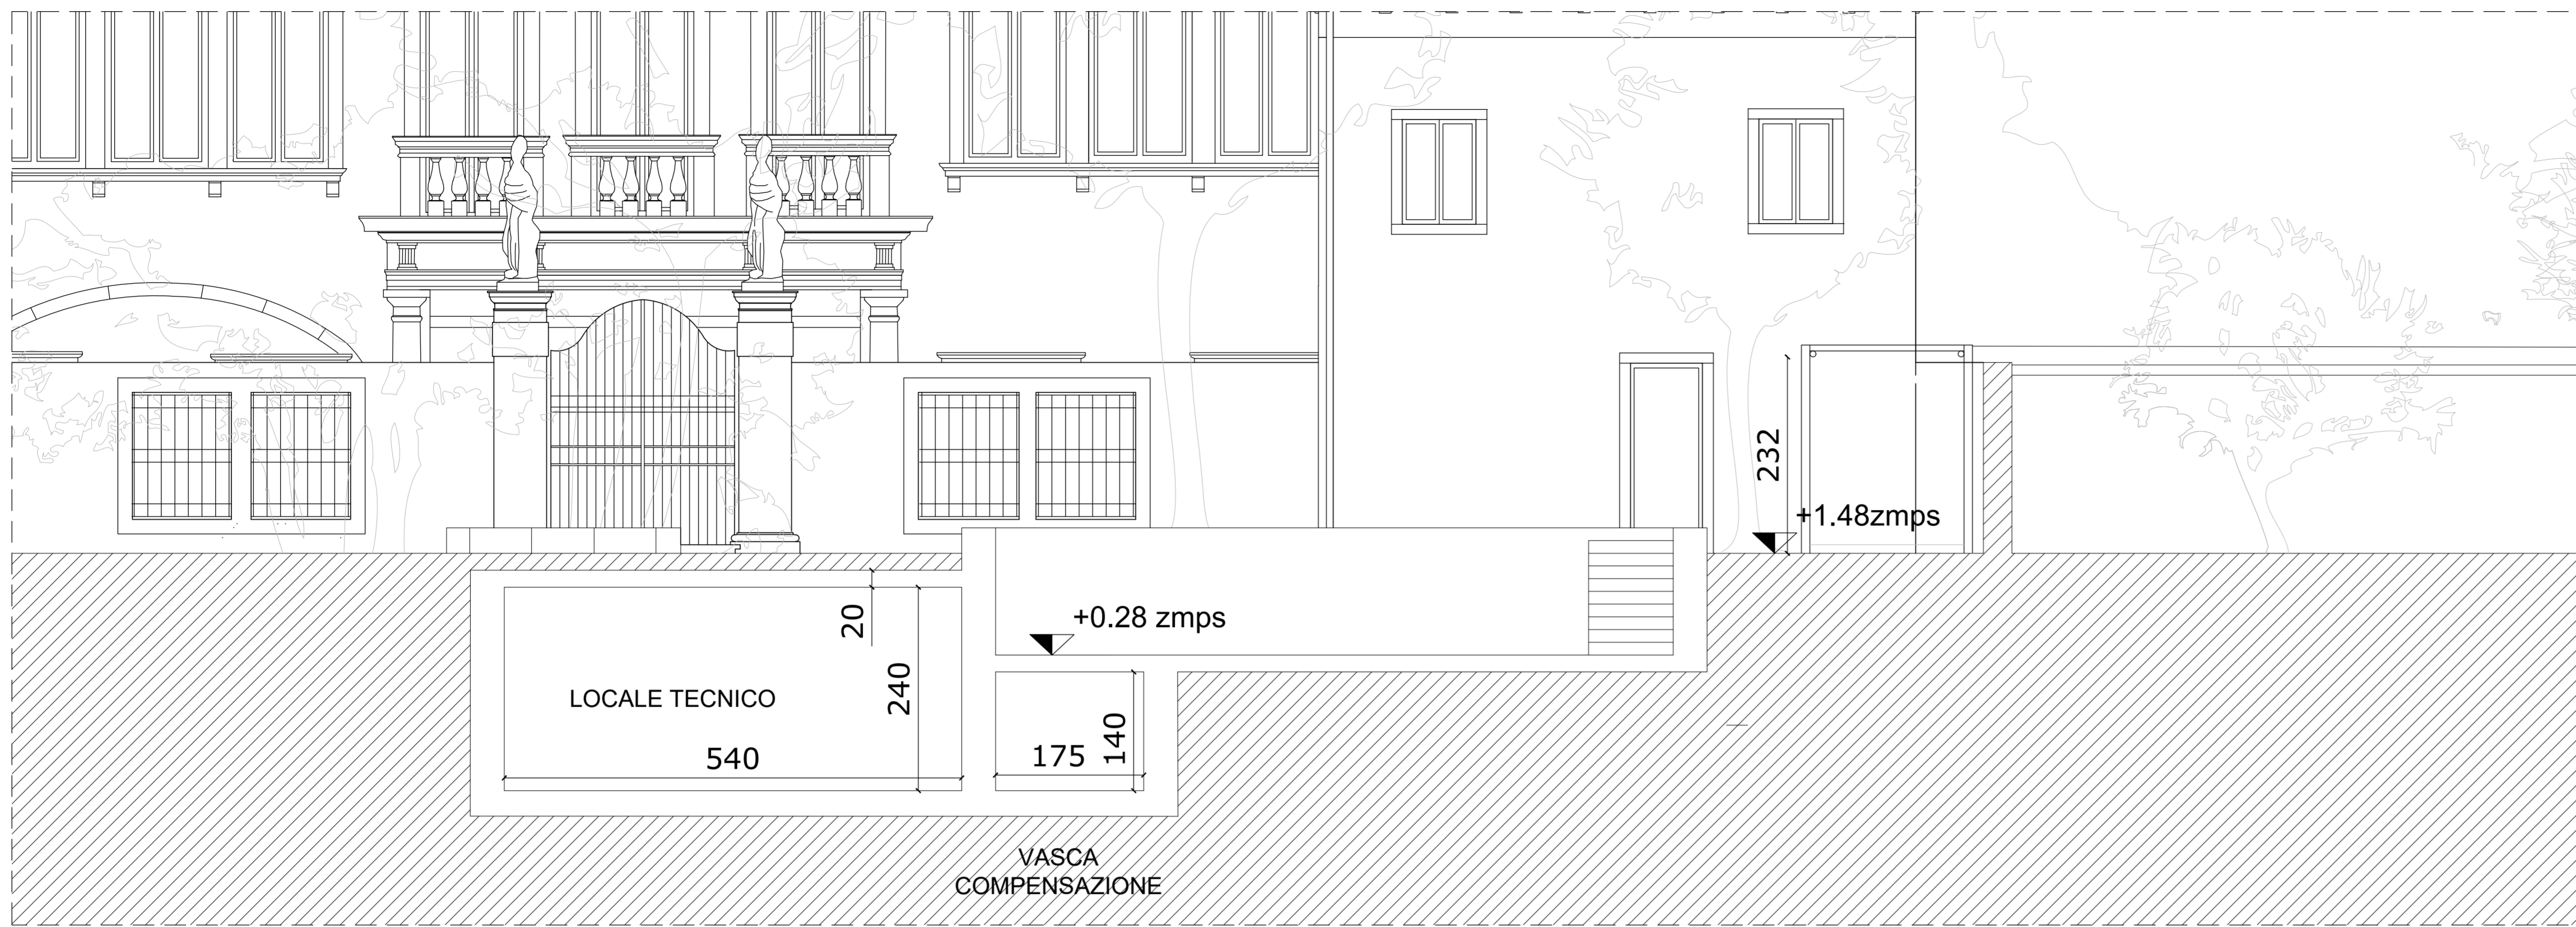 232
+1.48zmps
20
+0.28 zmps
240
LOCALE TECNICO
140
175
540
VASCA
COMPENSAZIONE